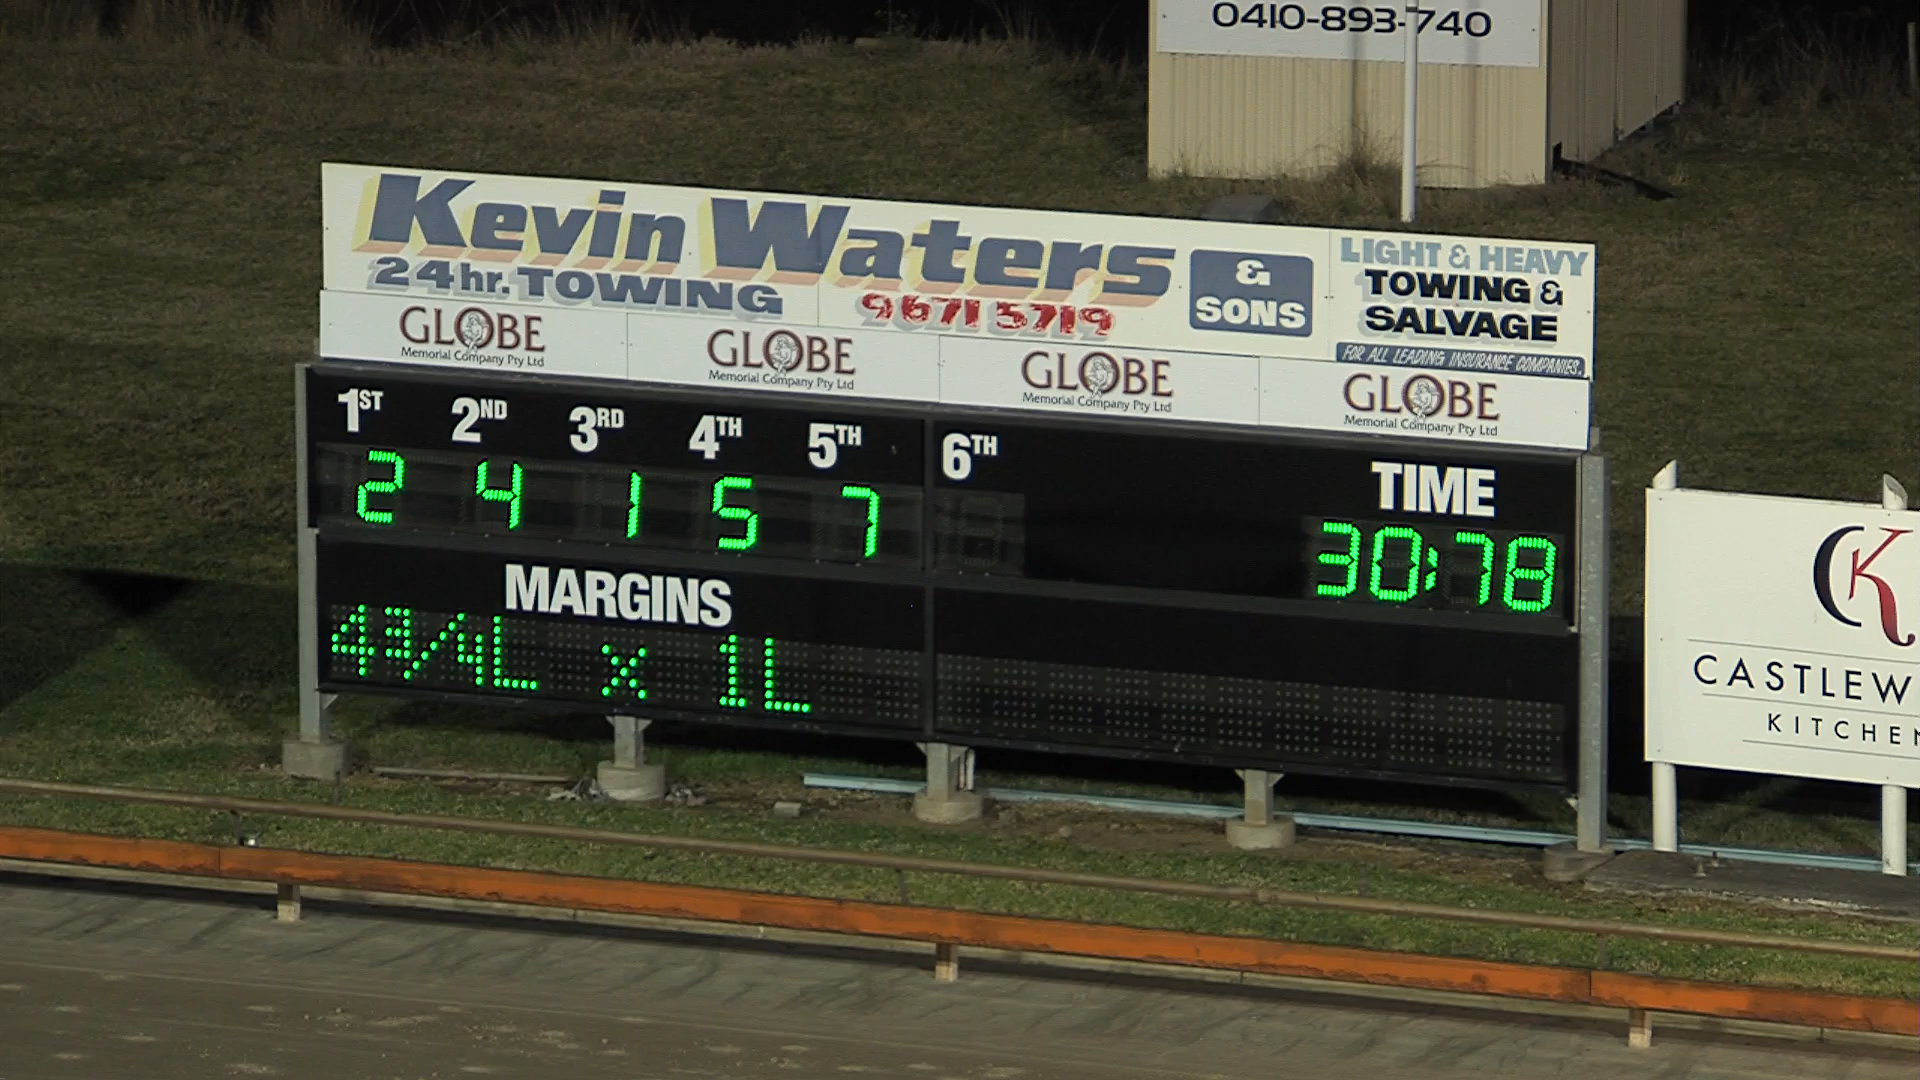 0410-893-740
Kevin Waters & SONS
24hr. TOWING 9671 5719
LIGHT & HEAVY
TOWING &
SALVAGE
FOR ALL LEADING INSURANCE COMPANIES.
GLOBE
Memorial Company Pty Ltd
GLOBE
Memorial Company Pty Ltd
GLOBE
Memorial Company Pty Ltd
GLOBE
Memorial Company Pty Ltd
1ST 2ND 3RD 4TH 5TH 6TH TIME
2 4 1 5 7 30:78
MARGINS
43/4L x 1L
CK
CASTLEW
KITCHEN